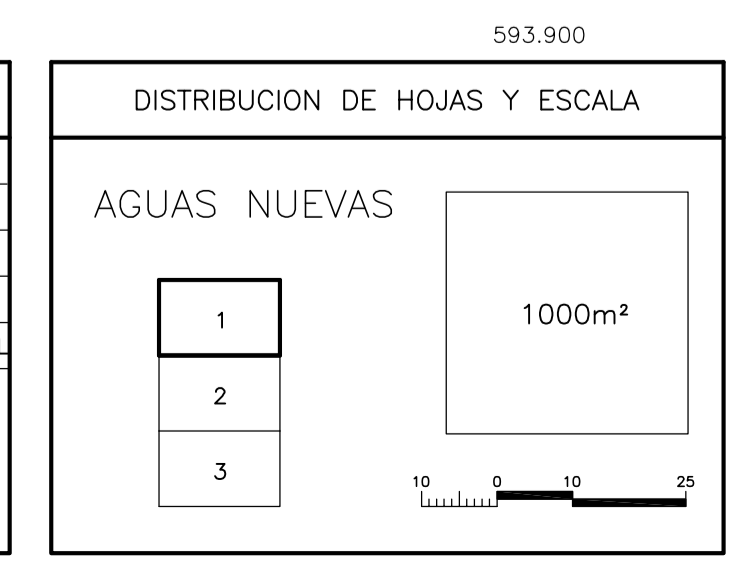 593.900
DISTRIBUCION DE HOJAS Y ESCALA
AGUAS NUEVAS
1
2
3
1000m²
10 0 10 25